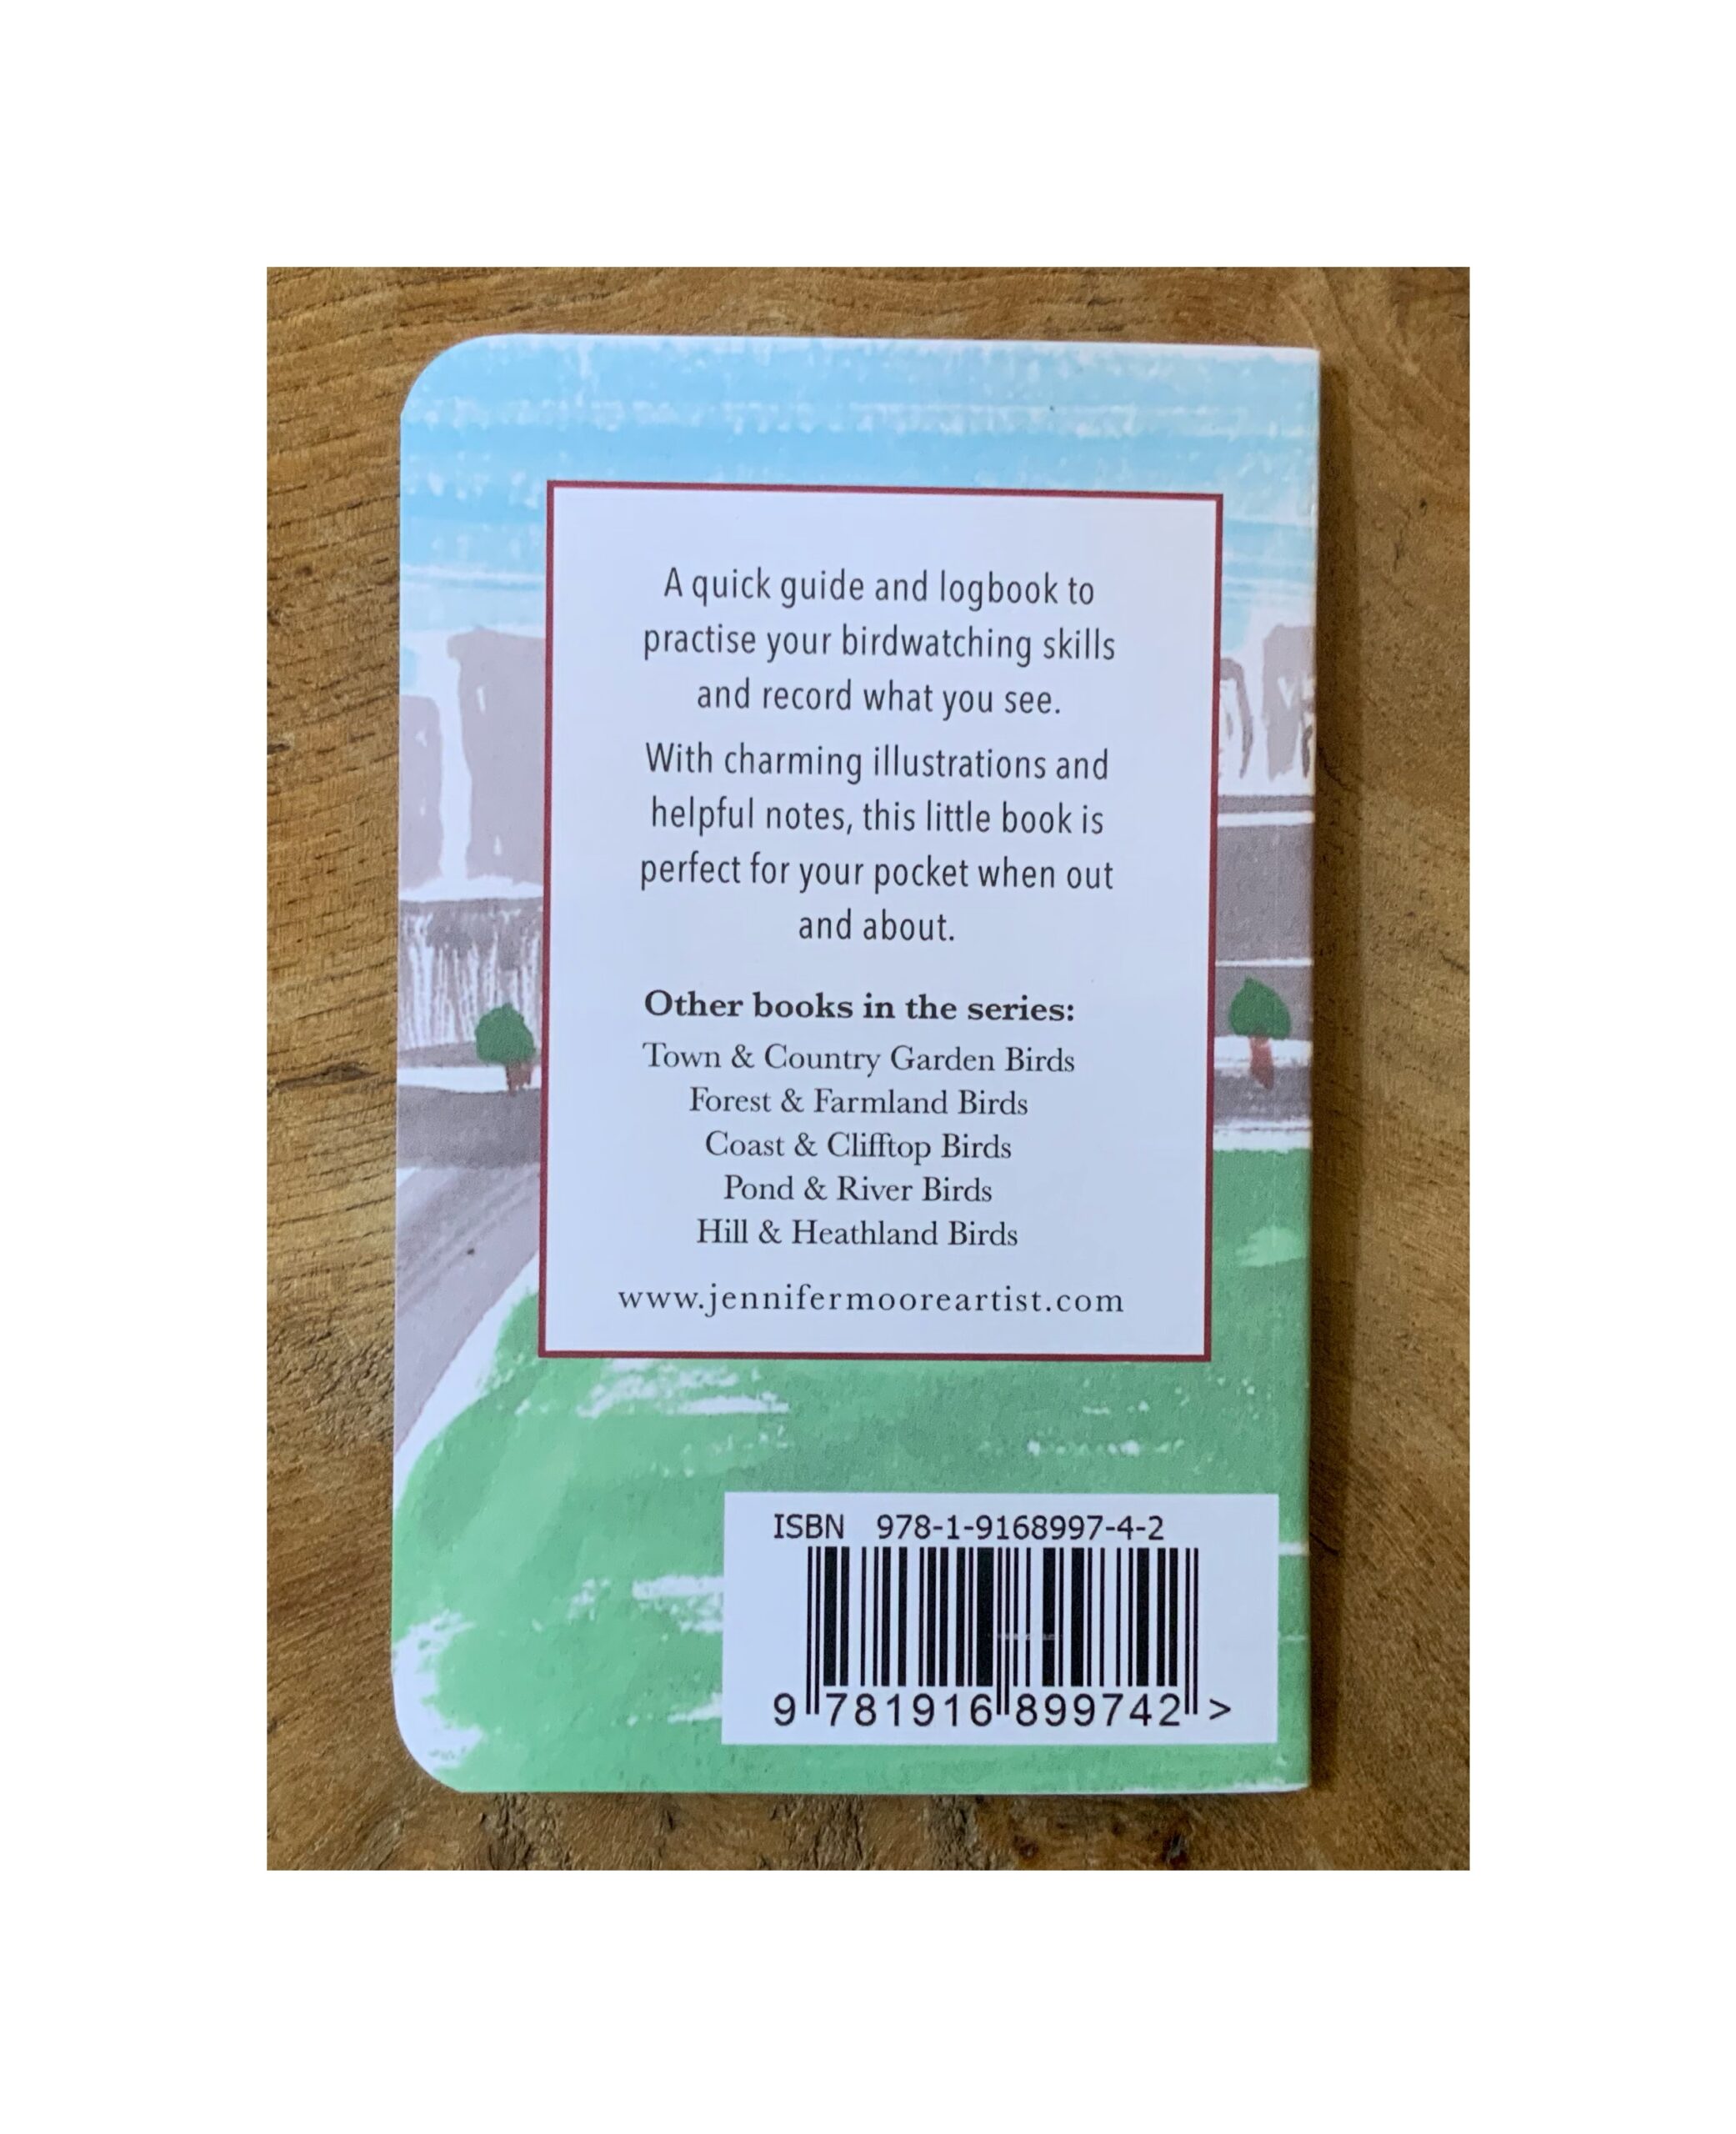 A quick guide and logbook to
practise your birdwatching skills
and record what you see.
With charming illustrations and
helpful notes, this little book is
perfect for your pocket when out
and about.
Other books in the series:
Town & Country Garden Birds
Forest & Farmland Birds
Coast & Clifftop Birds
Pond & River Birds
Hill & Heathland Birds
www.jennifermooreartist.com
ISBN 978-1-9168997-4-2
9 781916 899742 >